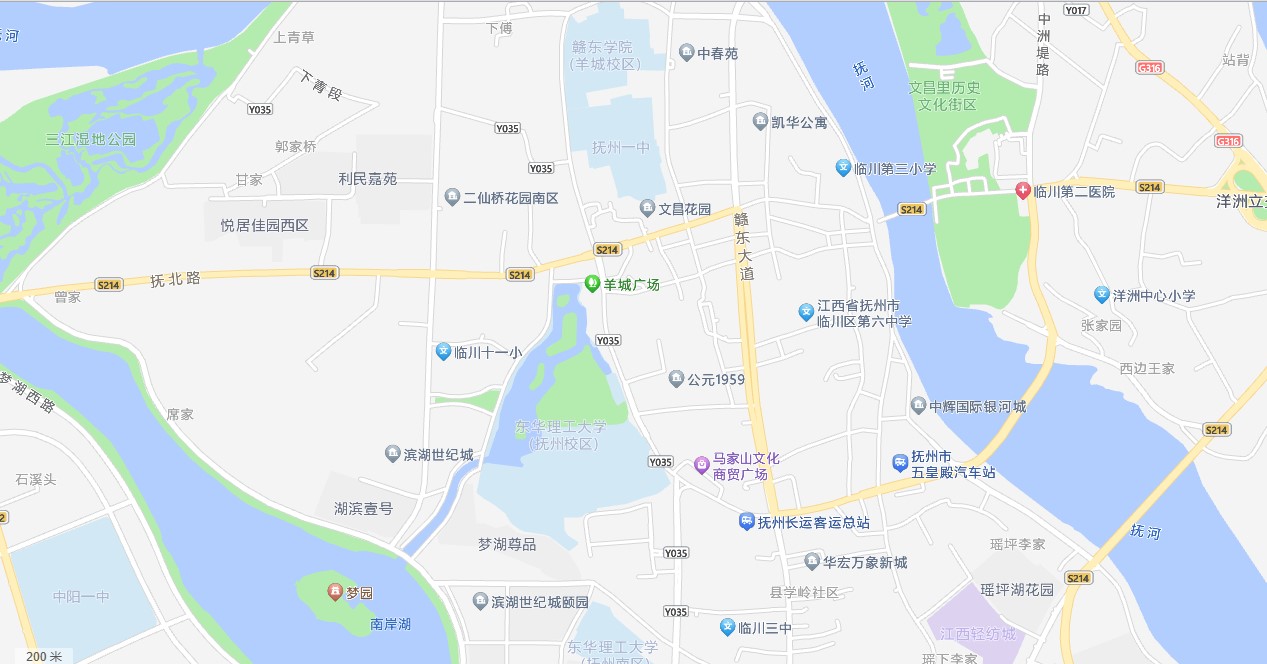 下傅
Y017
上青草
河
赣东学院
(羊城校区)
中春苑
中洲堤路
站背
G316
抚河
下青段
Y035
文昌里历史
文化街区
三江湿地公园
Y035
凯华公寓
G316
郭家桥
抚州一中
Y035
临川第三小学
甘家
利民嘉苑
二仙桥花园南区
S214
临川第二医院
洋洲立
文昌花园
S214
悦居佳园西区
赣东大道
S214
抚北路
S214
S214
S214
羊城广场
曾家
洋洲中心小学
江西省抚州市
临川区第六中学
张家园
Y035
临川十一小
西边王家
梦湖西路
公元1959
席家
中辉国际银河城
东华理工大学
(抚州校区)
S214
滨湖世纪城
Y035
马家山文化
商贸广场
抚州市
五皇殿汽车站
石溪头
湖滨壹号
2
抚州长运客运总站
抚河
梦湖尊品
瑶坪李家
Y035
华宏万象新城
S214
中阳一中
梦园
县学岭社区
瑶坪湖花园
滨湖世纪城颐园
Y035
南岸湖
临川三中
江西轻纺城
东华理工大学
(抚州南区)
200 米
瑶下李家